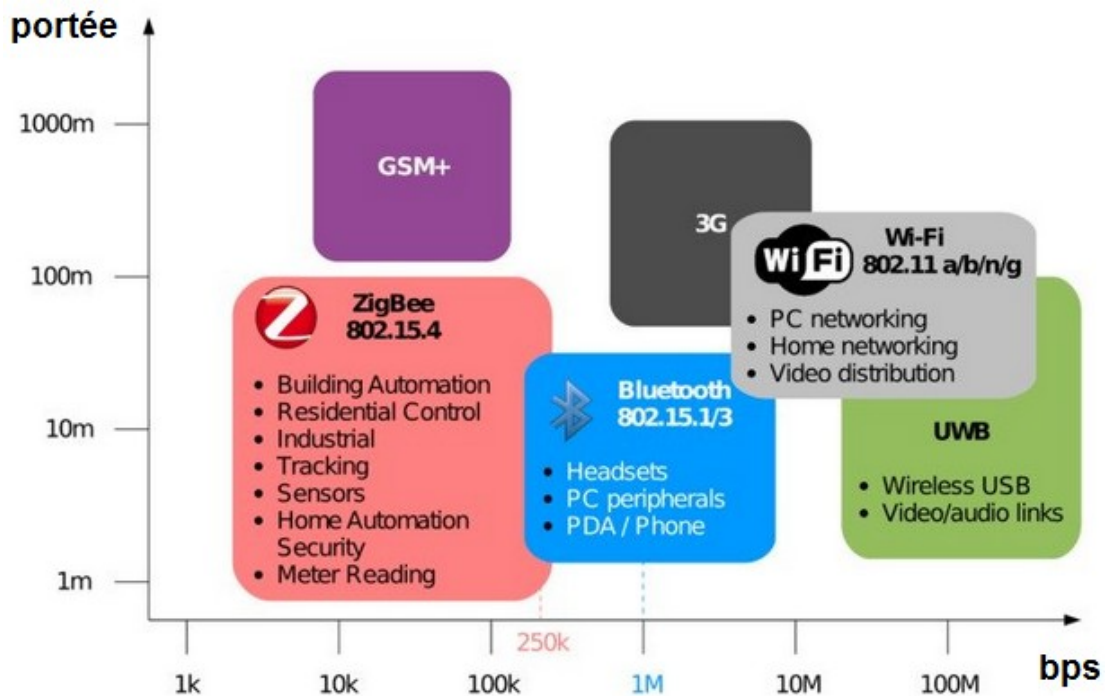 portée
1000m
100m
10m
1m
GSM+
3G
Wi Fi
Wi-Fi
802.11 a/b/n/g
• PC networking
• Home networking
• Video distribution
ZigBee
802.15.4
• Building Automation
• Residential Control
• Industrial
• Tracking
• Sensors
• Home Automation
Security
• Meter Reading
Bluetooth
802.15.1/3
• Headsets
• PC peripherals
• PDA / Phone
UWB
• Wireless USB
• Video/audio links
250k
1k
10k
100k
1M
10M
100M
bps